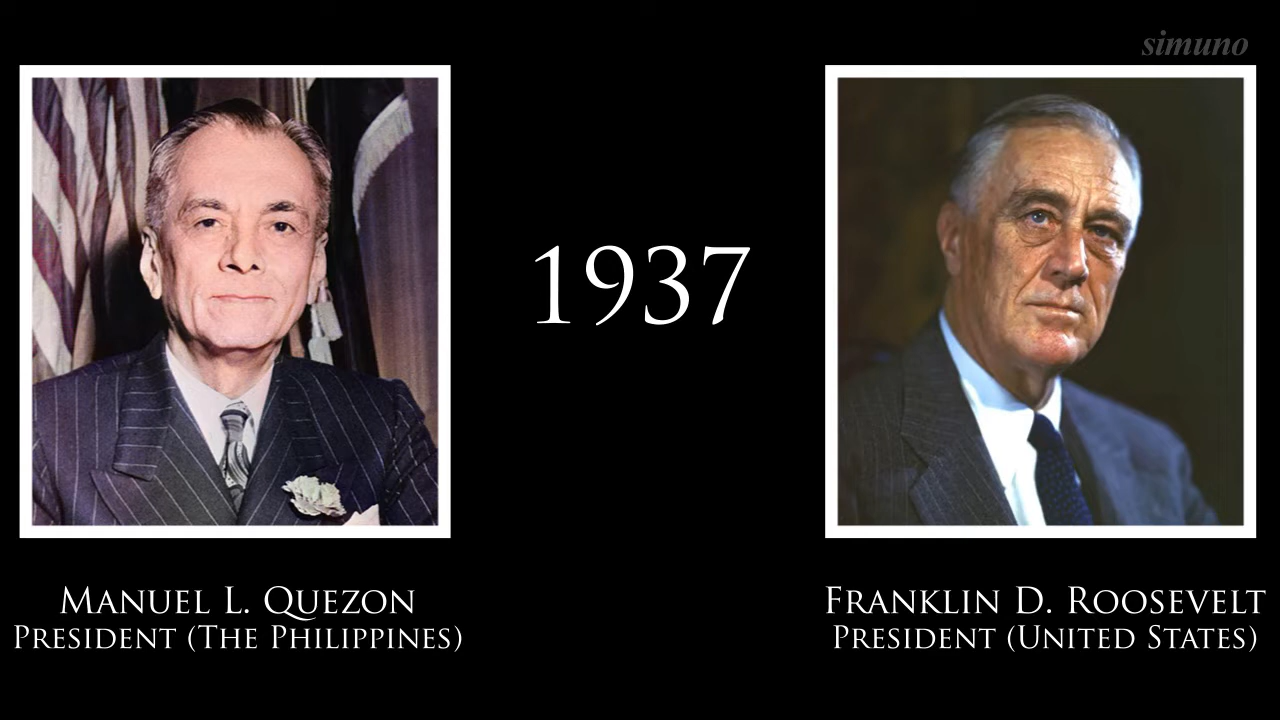 simuno
1937
Manuel L. Quezon
President (The Philippines)
Franklin D. Roosevelt
President (United States)